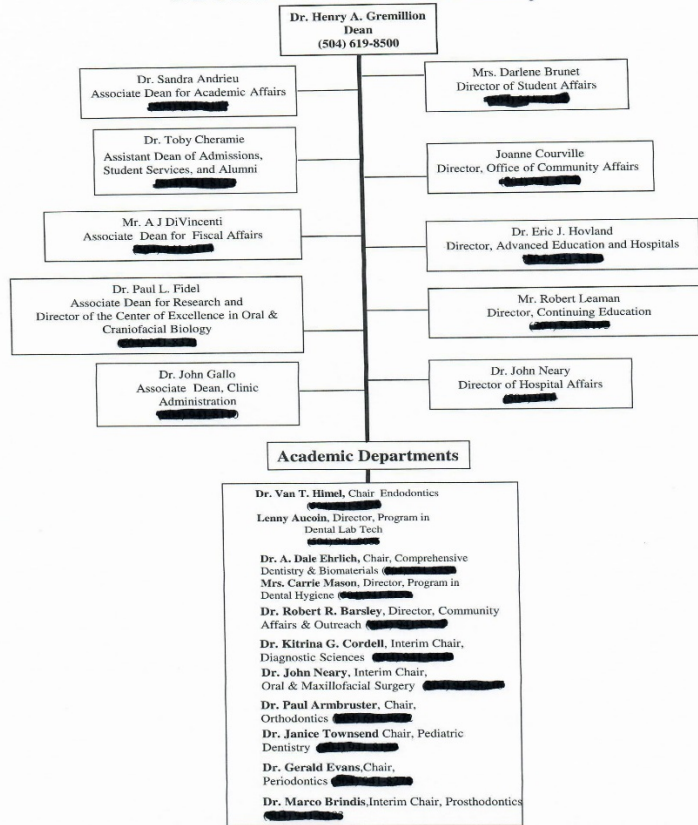 Dr. Henry A. Gremillion
Dean
(504) 619-8500
Dr. Sandra Andrieu
Associate Dean for Academic Affairs
Mrs. Darlene Brunet
Director of Student Affairs
Dr. Toby Cheramie
Assistant Dean of Admissions,
Student Services, and Alumni
Joanne Courville
Director, Office of Community Affairs
Mr. A J DiVincenti
Associate Dean for Fiscal Affairs
Dr. Eric J. Hovland
Director, Advanced Education and Hospitals
Dr. Paul L. Fidel
Associate Dean for Research and
Director of the Center of Excellence in Oral &
Craniofacial Biology
Mr. Robert Leaman
Director, Continuing Education
Dr. John Gallo
Associate Dean, Clinic
Administration
Dr. John Neary
Director of Hospital Affairs
Academic Departments
Dr. Van T. Himel, Chair Endodontics
Lenny Aucoin, Director, Program in
Dental Lab Tech
Dr. A. Dale Ehrlich, Chair, Comprehensive
Dentistry & Biomaterials
Mrs. Carrie Mason, Director, Program in
Dental Hygiene
Dr. Robert R. Barsley, Director, Community
Affairs & Outreach
Dr. Kitrina G. Cordell, Interim Chair,
Diagnostic Sciences
Dr. John Neary, Interim Chair,
Oral & Maxillofacial Surgery
Dr. Paul Armbruster, Chair,
Orthodontics
Dr. Janice Townsend Chair, Pediatric
Dentistry
Dr. Gerald Evans,Chair,
Periodontics
Dr. Marco Brindis,Interim Chair, Prosthodontics